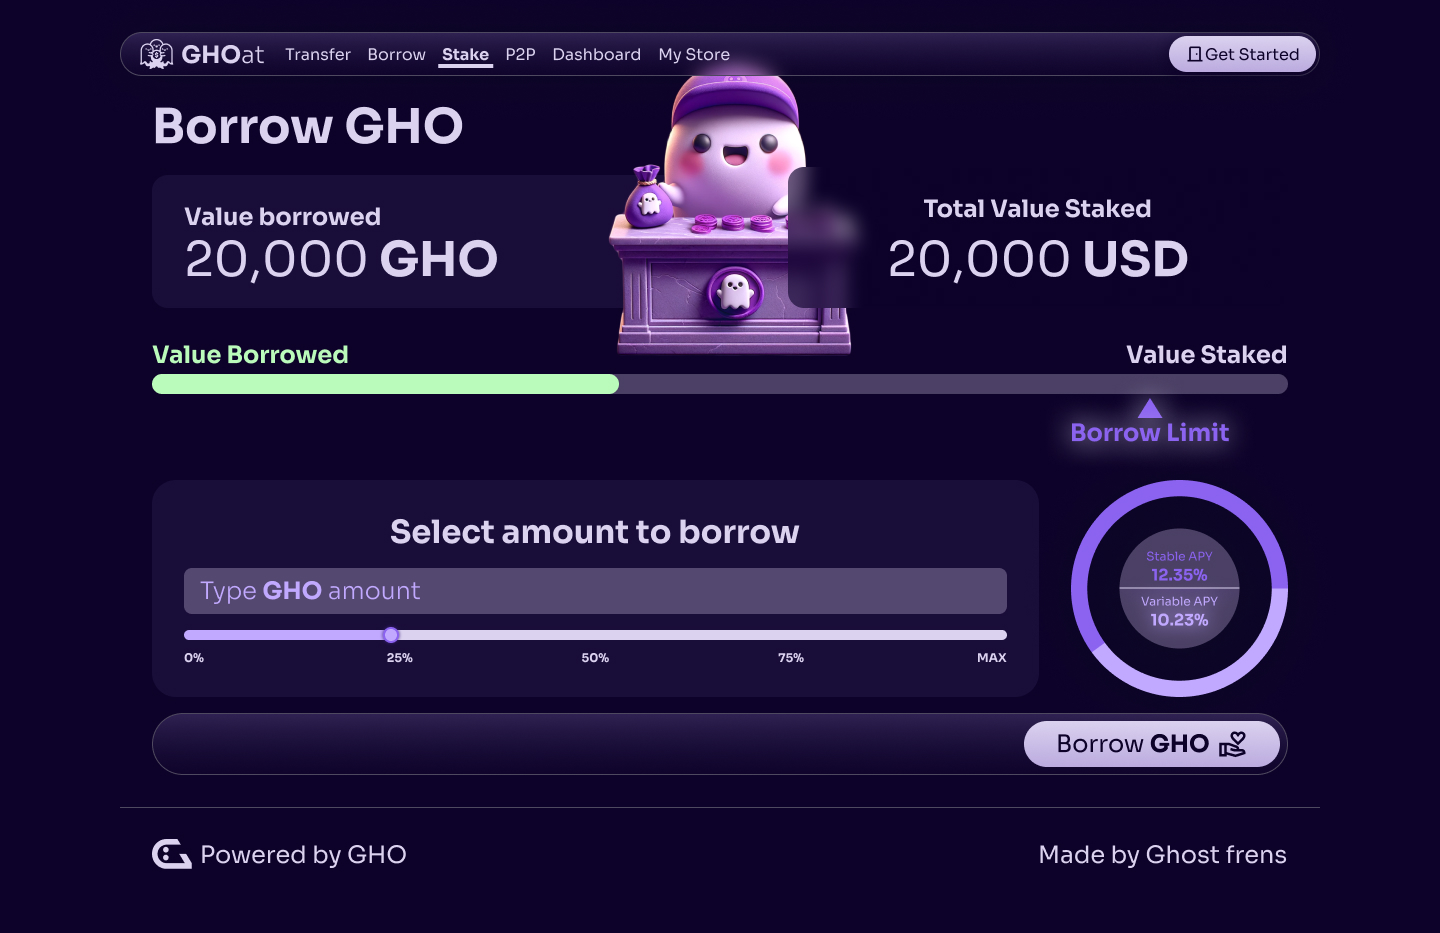 GHOat Transfer Borrow Stake P2P Dashboard My Store Get Started
Borrow GHO
Value borrowed
20,000 GHO
Total Value Staked
20,000 USD
Value Borrowed
Value Staked
Borrow Limit
Select amount to borrow
Type GHO amount
0% 25% 50% 75% MAX
Stable APY
12.35%
Variable APY
10.23%
Borrow GHO
Powered by GHO
Made by Ghost frens